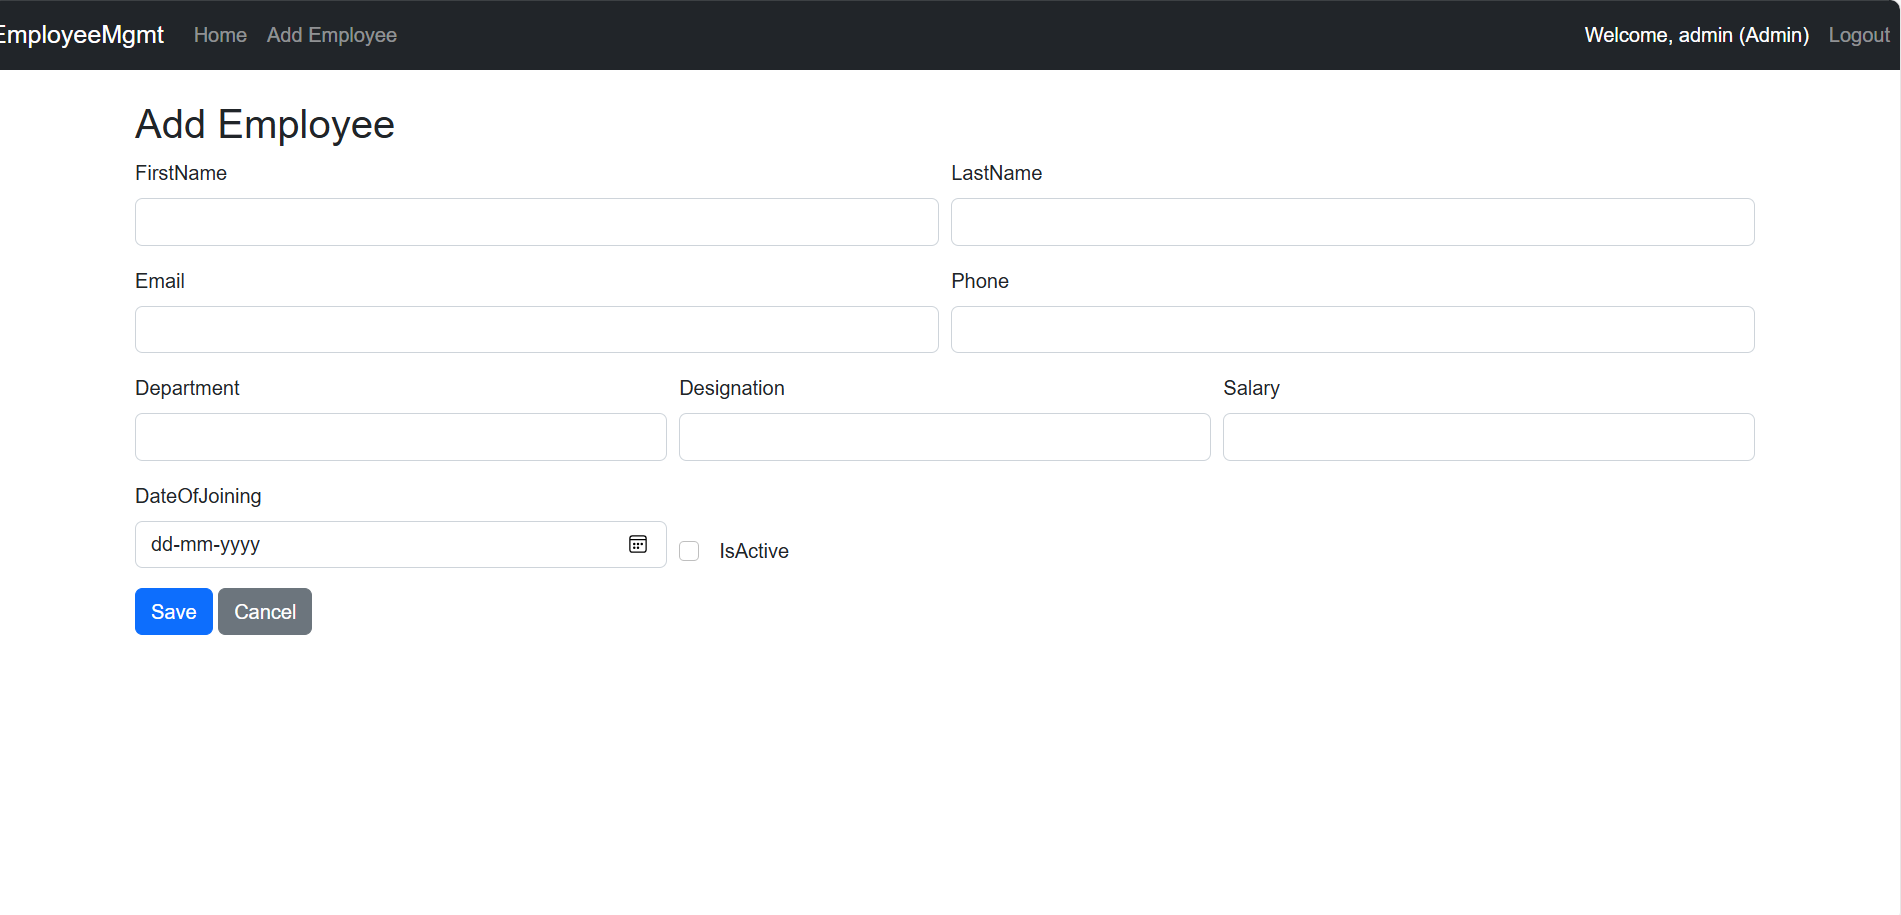 EmployeeMgmt Home Add Employee Welcome, admin (Admin) Logout
Add Employee
FirstName LastName
Email Phone
Department Designation Salary
DateOfJoining
dd-mm-yyyy IsActive
Save Cancel